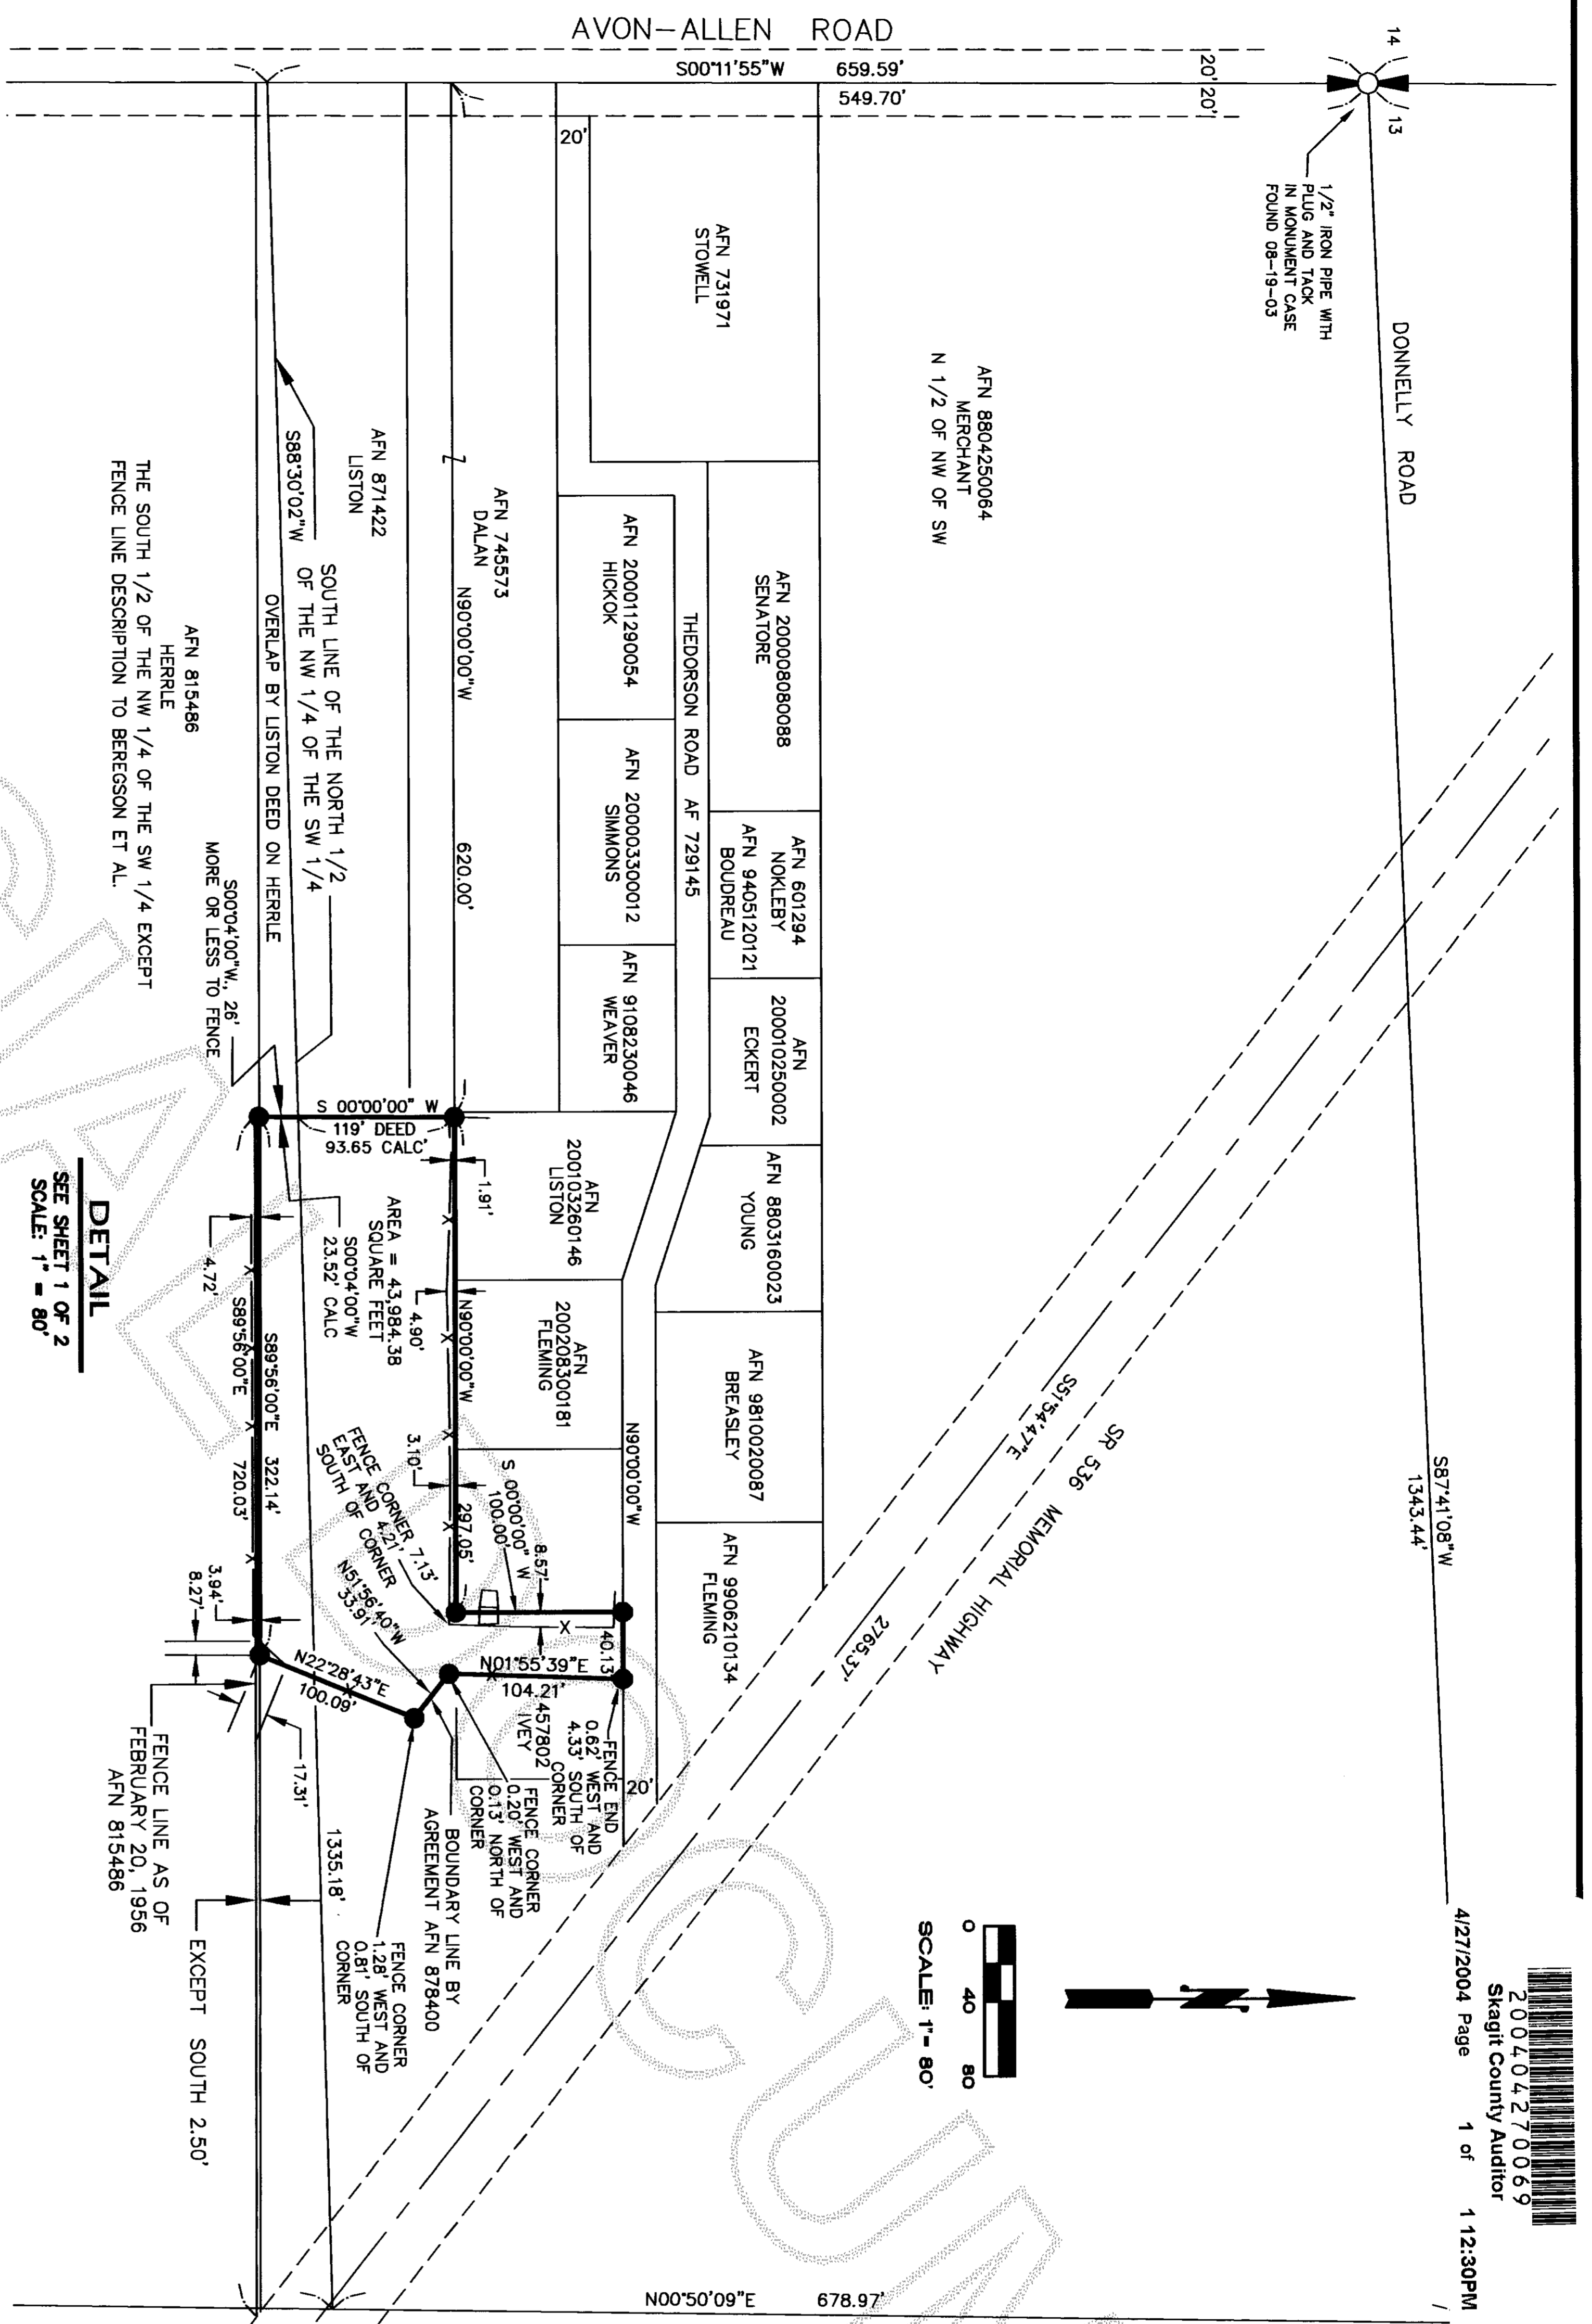 200404270069
Skagit County Auditor
4/27/2004 Page 1 of 1 12:30PM
AVON-ALLEN ROAD
S00°11'55"W 659.59'
549.70'
20' 20'
14
13
1/2" IRON PIPE WITH
PLUG AND TACK
IN MONUMENT CASE
FOUND 08-19-03
DONNELLY ROAD
S87°41'08"W
1343.44'
AFN 8804250064
MERCHANT
N 1/2 OF NW OF SW
S51°54'47"E
2765.37'
SR 536 MEMORIAL HIGHWAY
20'
AFN 731971
STOWELL
AFN 200008080088
SENATORE
AFN 601294
NOKLEBY
AFN 9405120121
BOUDREAU
AFN
200010250002
ECKERT
AFN 8803160023
YOUNG
AFN 9810020087
BREASLEY
AFN 9906210134
FLEMING
THEDORSON ROAD AF 729145
AFN 200011290054
HICKOK
AFN 200003300012
SIMMONS
AFN 9108230046
WEAVER
AFN
200103260146
LISTON
AFN
200208300181
FLEMING
N90°00'00"W
S 00°00'00" W
100.00'
8.57'
40.13'
20'
AFN 745573
DALAN
N90°00'00"W 620.00'
AFN 871422
LISTON
S 00°00'00" W
119' DEED
93.65 CALC'
1.91'
4.90'
N90°00'00"W
3.10'
297.05'
AREA = 43,984.38
SQUARE FEET
S00°04'00"W
23.52' CALC
FENCE CORNER 7.13'
EAST AND 4.21'
SOUTH OF CORNER
N51°56'40"W
33.91'
N01°55'39"E
104.21'
457802
IVEY
FENCE END
0.62' WEST AND
4.33' SOUTH OF
CORNER
FENCE CORNER
0.20' WEST AND
0.13' NORTH OF
CORNER
BOUNDARY LINE BY
AGREEMENT AFN 878400
FENCE CORNER
1.28' WEST AND
0.81' SOUTH OF
CORNER
SOUTH LINE OF THE NORTH 1/2
S88°30'02"W OF THE NW 1/4 OF THE SW 1/4
1335.18'
OVERLAP BY LISTON DEED ON HERRLE
S00°04'00"W., 26'
MORE OR LESS TO FENCE
AFN 815486
HERRLE
THE SOUTH 1/2 OF THE NW 1/4 OF THE SW 1/4 EXCEPT
FENCE LINE DESCRIPTION TO BEREGSON ET AL.
S89°56'00"E 322.14'
S89°56'00"E 720.03'
4.72'
3.94'
8.27'
N22°28'43"E
100.09'
17.31'
FENCE LINE AS OF
FEBRUARY 20, 1956
AFN 815486
EXCEPT SOUTH 2.50'
N00°50'09"E 678.97'
0 40 80
SCALE: 1"= 80'
DETAIL
SEE SHEET 1 OF 2
SCALE: 1" = 80'